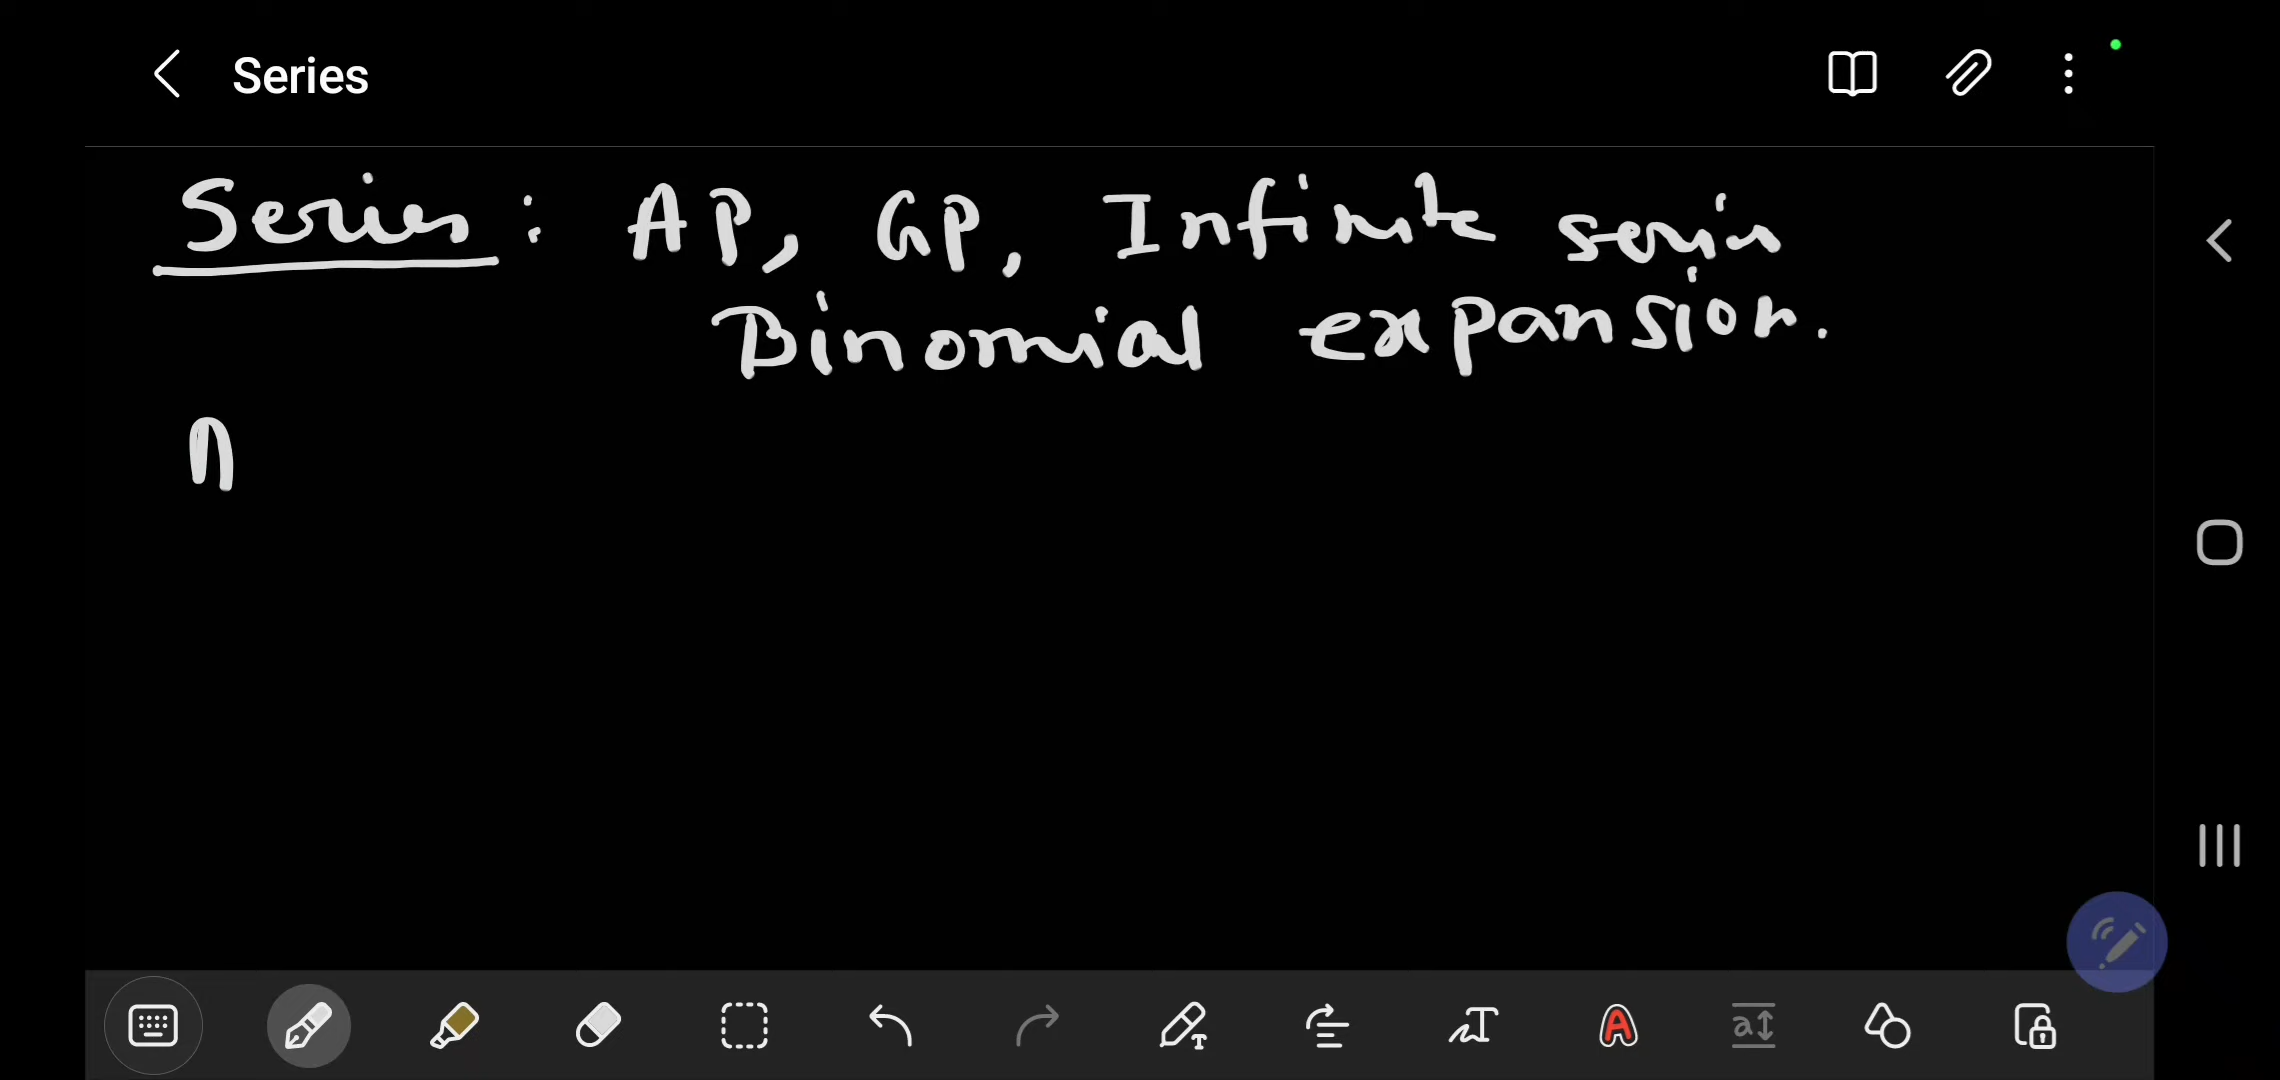 Series
Series : AP, GP, Infinite series
Binomial expansion.
n